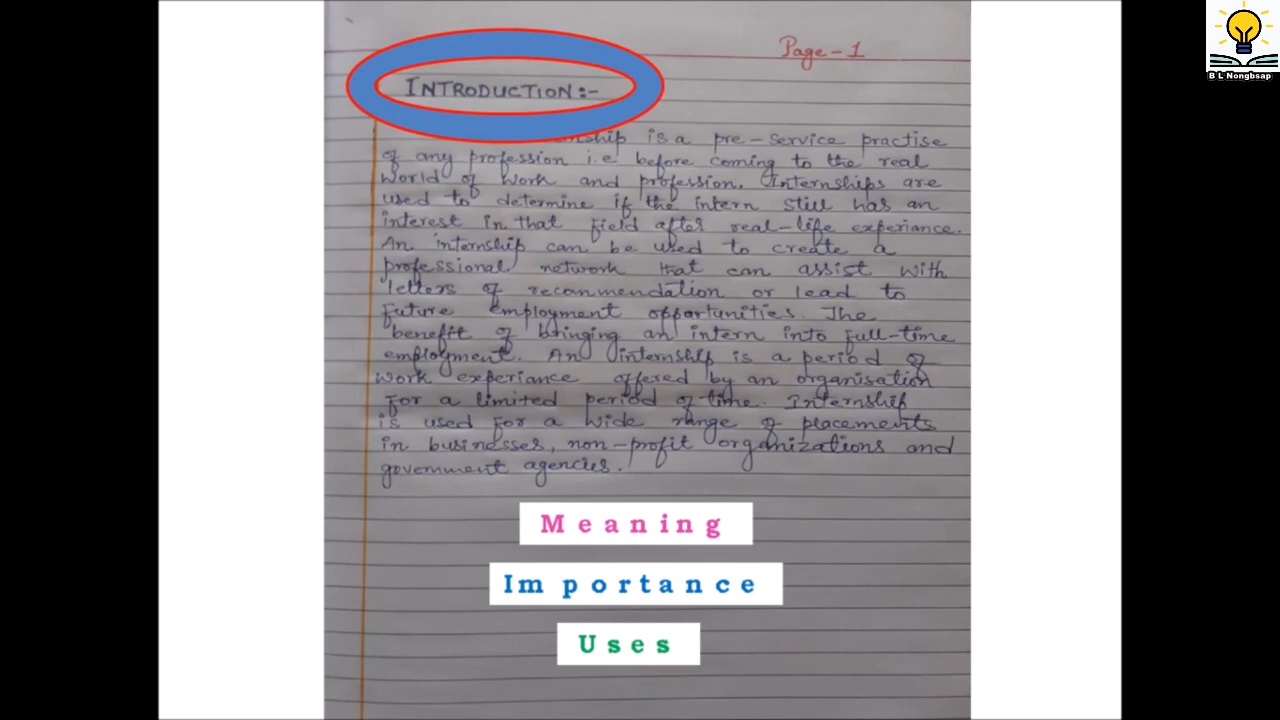 Page-1
B L Nongbsap
INTRODUCTION:-
is a pre-service practise
of any profession i.e before coming to the real
world of work and profession. Internships are
used to determine if the intern still has an
interest in that field after real-life experiance.
An internship can be used to create a
professional network that can assist with
letters of recommendation or lead to
future employment opportunities. The
benefit of bringing an intern into full-time
employment. An internship is a period of
work experiance offered by an organisation
for a limited period of time. Internship
is used for a wide range of placements
in businesses, non-profit organizations and
government agencies.
Meaning
Importance
Uses